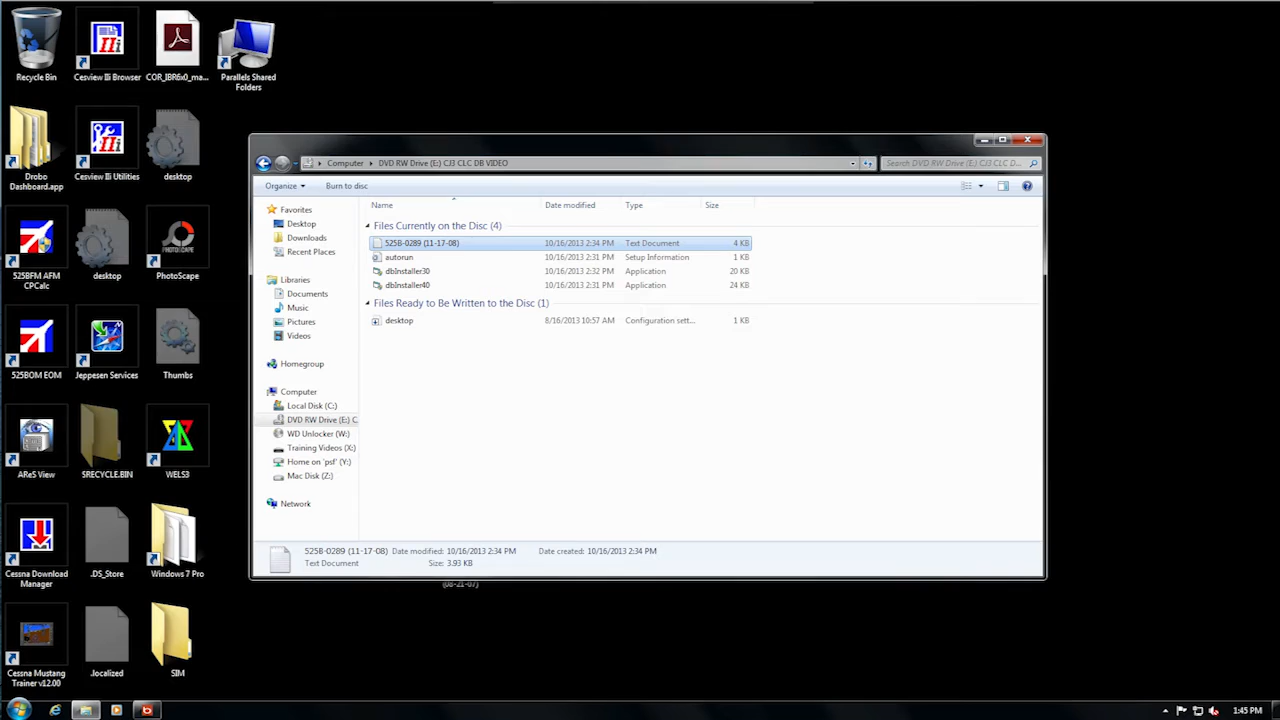 Recycle Bin
Cesview IIi Browser
COR_IBR6x0_ma...
Parallels Shared
Folders
Drobo
Dashboard.app
Cesview IIi Utilities
desktop
525BFM AFM
CPCalc
desktop
PhotoScape
525BOM EOM
Jeppesen Services
Thumbs
AReS View
$RECYCLE.BIN
WELS3
Cessna Download
Manager
.DS_Store
Windows 7 Pro
Cessna Mustang
Trainer v12.00
.localized
SIM
Computer
DVD RW Drive (E:) CJ3 CLC DB VIDEO
Search DVD RW Drive (E:) CJ3 CLC D...
Organize
Burn to disc
Favorites
Desktop
Downloads
Recent Places
Libraries
Documents
Music
Pictures
Videos
Homegroup
Computer
Local Disk (C:)
DVD RW Drive (E:) C
WD Unlocker (W:)
Training Videos (X:)
Home on 'psf' (Y:)
Mac Disk (Z:)
Network
Name Date modified Type Size
Files Currently on the Disc (4)
525B-0289 (11-17-08) 10/16/2013 2:34 PM Text Document 4 KB
autorun 10/16/2013 2:31 PM Setup Information 1 KB
dbInstaller30 10/16/2013 2:32 PM Application 20 KB
dbInstaller40 10/16/2013 2:31 PM Application 24 KB
Files Ready to Be Written to the Disc (1)
desktop 8/16/2013 10:57 AM Configuration sett... 1 KB
525B-0289 (11-17-08) Date modified: 10/16/2013 2:34 PM Date created: 10/16/2013 2:34 PM
Text Document Size: 3.93 KB
1:45 PM